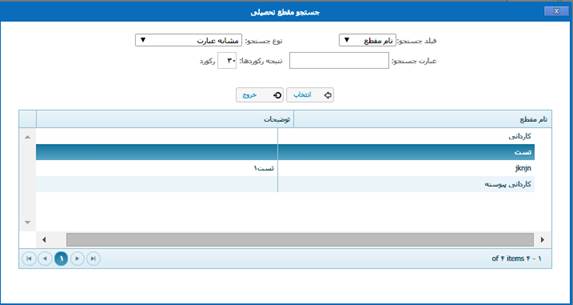 جستجو مقطع تحصیلی
x
فیلد جستجو: نام مقطع نوع جستجو: مشابه عبارت
عبارت جستجو: نتیجه رکوردها: ۳۰ رکورد
انتخاب خروج
نام مقطع توضیحات
کاردانی
تست
jknjn تست۱
کاردانی پیوسته
۱ - ۴ of ۴ items ۱